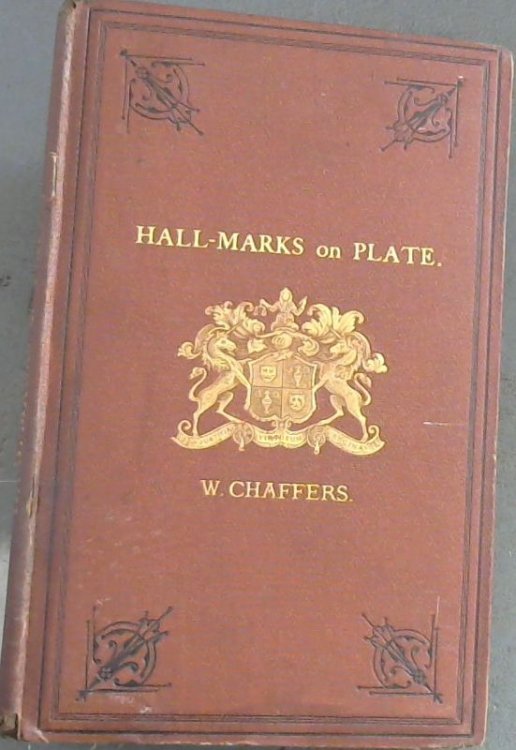 HALL-MARKS on PLATE.
W. CHAFFERS.